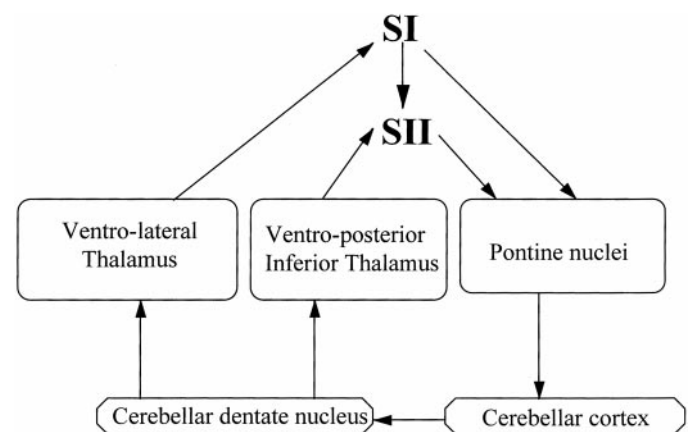 SI
SII
Ventro-lateral
Thalamus
Ventro-posterior
Inferior Thalamus
Pontine nuclei
Cerebellar dentate nucleus
Cerebellar cortex